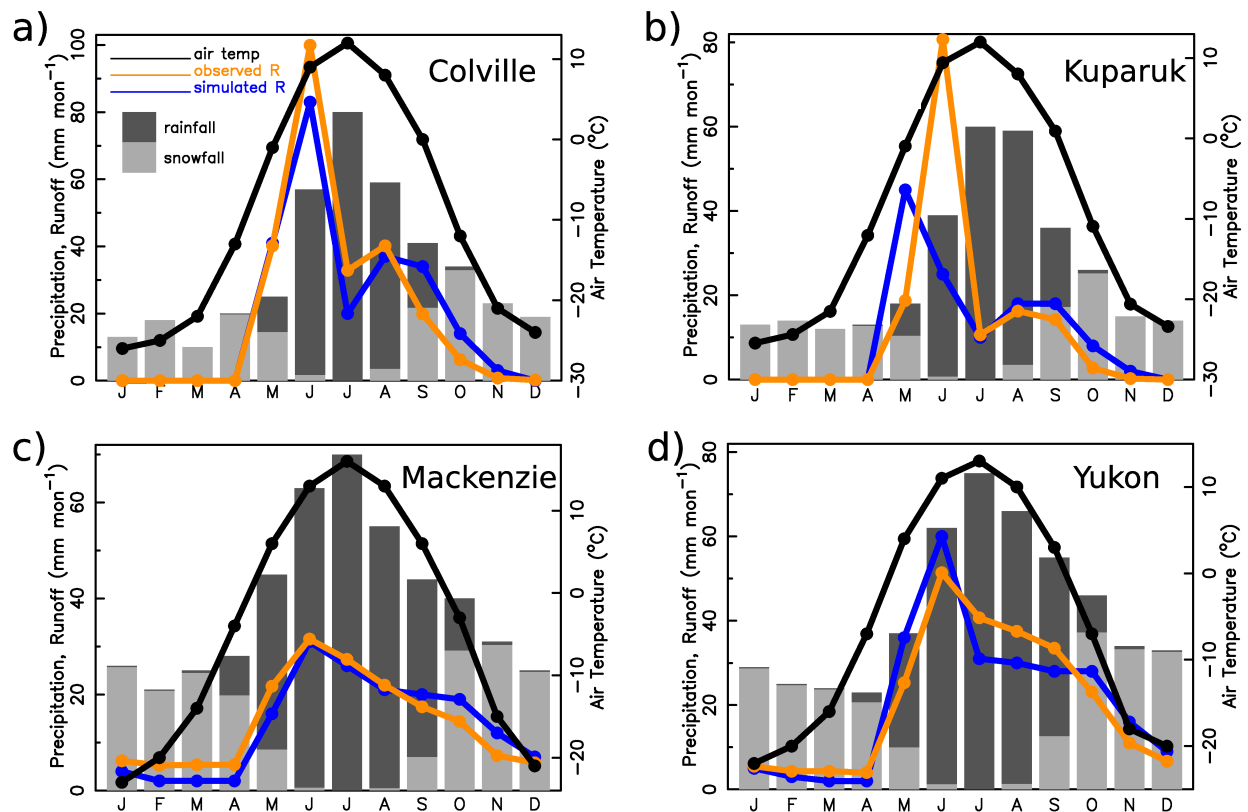 a)
Colville
air temp
observed R
simulated R
rainfall
snowfall
Precipitation, Runoff (mm mon⁻¹)
0 20 40 60 80 100
Air Temperature (°C)
−30 −20 −10 0 10
J F M A M J J A S O N D
b)
Kuparuk
Precipitation, Runoff (mm mon⁻¹)
0 20 40 60 80
Air Temperature (°C)
−30 −20 −10 0 10
J F M A M J J A S O N D
c)
Mackenzie
Precipitation, Runoff (mm mon⁻¹)
0 20 40 60
Air Temperature (°C)
−20 −10 0 10
J F M A M J J A S O N D
d)
Yukon
Precipitation, Runoff (mm mon⁻¹)
0 20 40 60 80
Air Temperature (°C)
−20 −10 0 10
J F M A M J J A S O N D